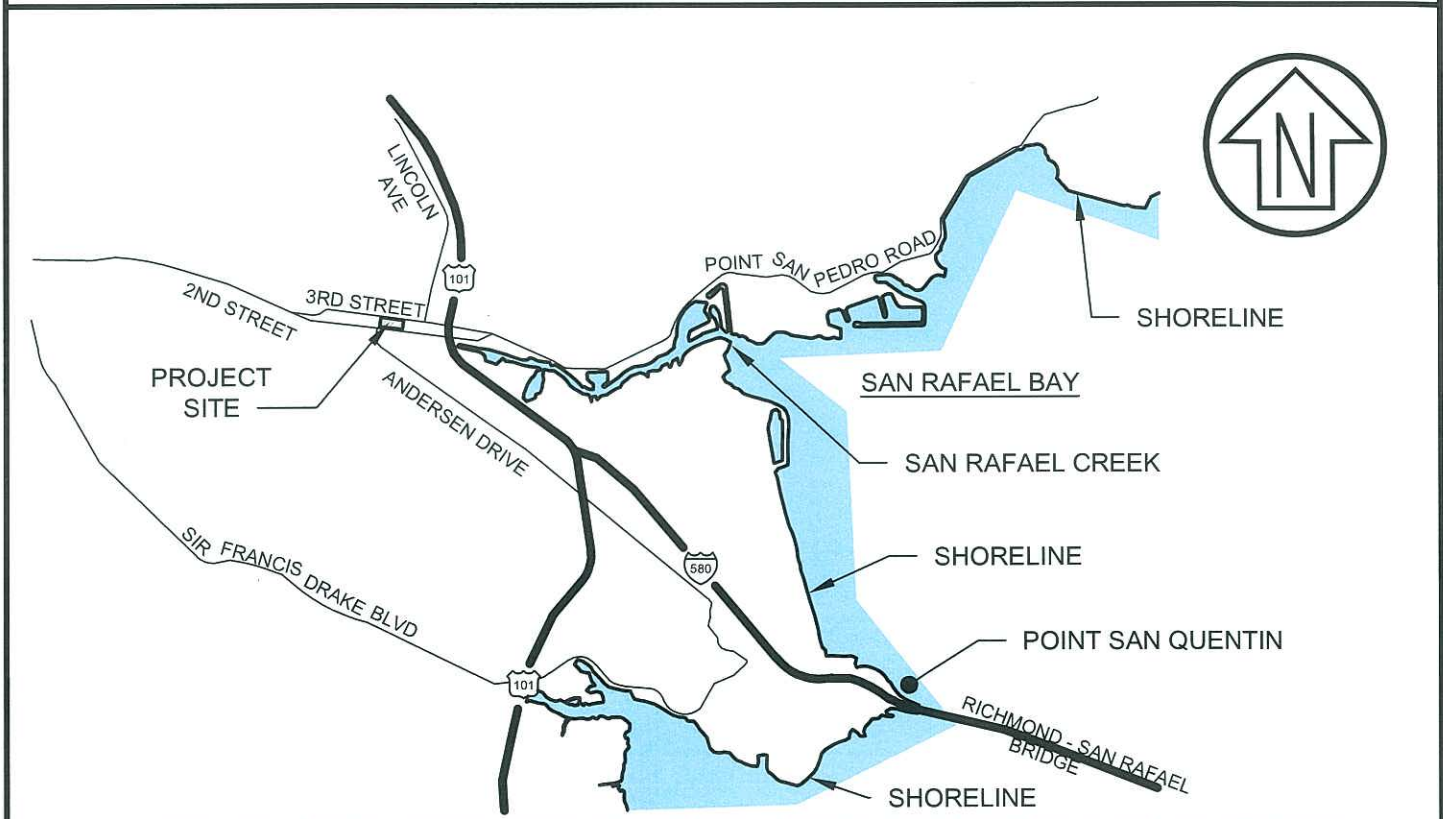 N
LINCOLN
AVE
101
POINT SAN PEDRO ROAD
2ND STREET
3RD STREET
SHORELINE
PROJECT
SITE
ANDERSEN DRIVE
SAN RAFAEL BAY
SAN RAFAEL CREEK
SIR FRANCIS DRAKE BLVD
580
SHORELINE
POINT SAN QUENTIN
101
RICHMOND - SAN RAFAEL
BRIDGE
SHORELINE